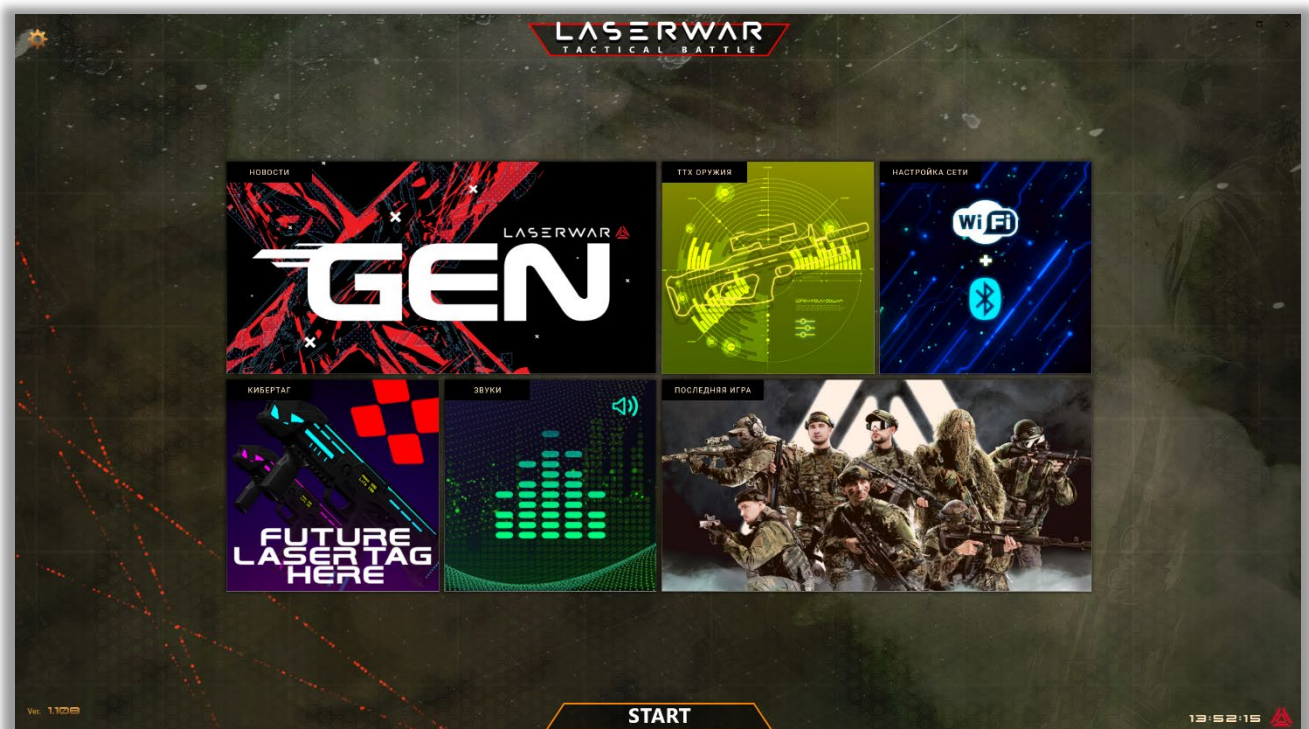 LASERWAR
TACTICAL BATTLE
НОВОСТИ
LASERWAR
GEN
ТТХ ОРУЖИЯ
НАСТРОЙКА СЕТИ
Wi Fi
КИБЕРТАГ
FUTURE
LASER TAG
HERE
ЗВУКИ
ПОСЛЕДНЯЯ ИГРА
Ver. 1.108
START
13:52:15